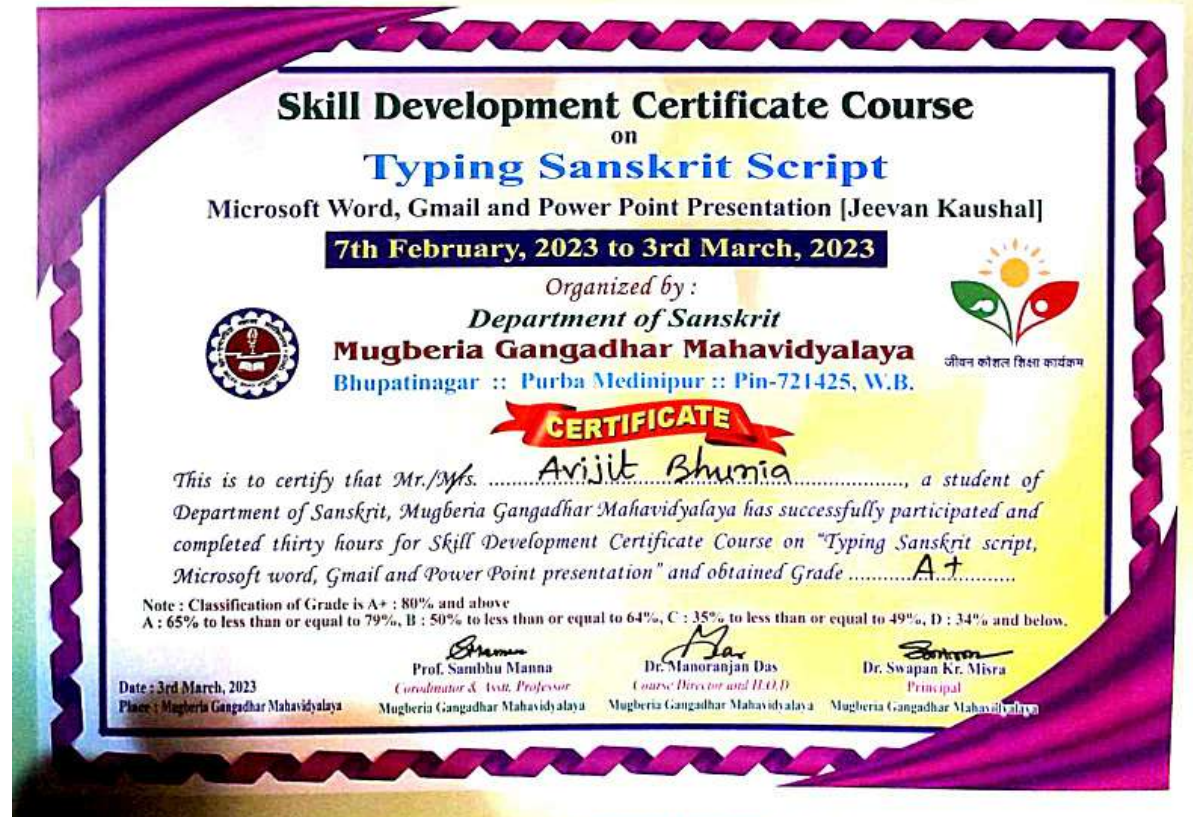 Skill Development Certificate Course
on
Typing Sanskrit Script
Microsoft Word, Gmail and Power Point Presentation [Jeevan Kaushal]
7th February, 2023 to 3rd March, 2023
Organized by :
Department of Sanskrit
Mugberia Gangadhar Mahavidyalaya
Bhupatinagar :: Purba Medinipur :: Pin-721425, W.B.
जीवन कौशल शिक्षा कार्यक्रम
CERTIFICATE
This is to certify that Mr./Mrs. Avijit Bhunia, a student of
Department of Sanskrit, Mugberia Gangadhar Mahavidyalaya has successfully participated and
completed thirty hours for Skill Development Certificate Course on "Typing Sanskrit script,
Microsoft word, Gmail and Power Point presentation" and obtained Grade A+
Note : Classification of Grade is A+ : 80% and above
A : 65% to less than or equal to 79%, B : 50% to less than or equal to 64%, C : 35% to less than or equal to 49%, D : 34% and below.
Prof. Sambhu Manna
Corodinator & Asst. Professor
Mugberia Gangadhar Mahavidyalaya
Dr. Manoranjan Das
Course Director and H.O.D
Mugberia Gangadhar Mahavidyalaya
Dr. Swapan Kr. Misra
Principal
Mugberia Gangadhar Mahavidyalaya
Date : 3rd March, 2023
Place : Mugberia Gangadhar Mahavidyalaya